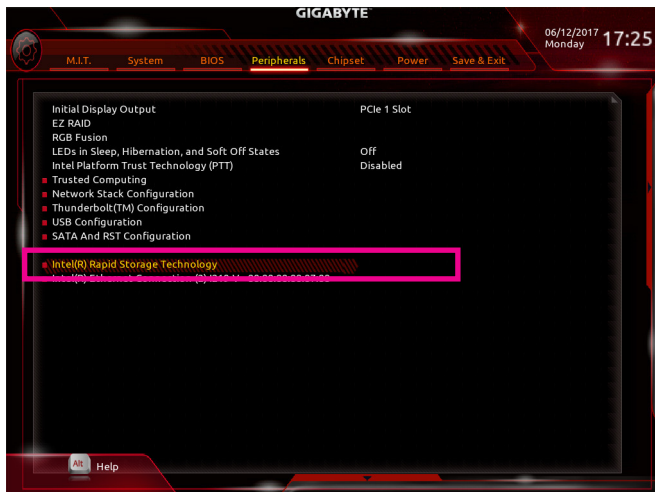 GIGABYTE
06/12/2017 Monday 17:25
M.I.T. System BIOS Peripherals Chipset Power Save & Exit
Initial Display Output PCIe 1 Slot
EZ RAID
RGB Fusion
LEDs in Sleep, Hibernation, and Soft Off States Off
Intel Platform Trust Technology (PTT) Disabled
Trusted Computing
Network Stack Configuration
Thunderbolt(TM) Configuration
USB Configuration
SATA And RST Configuration
Intel(R) Rapid Storage Technology
Intel(R) Ethernet Connection
Alt Help